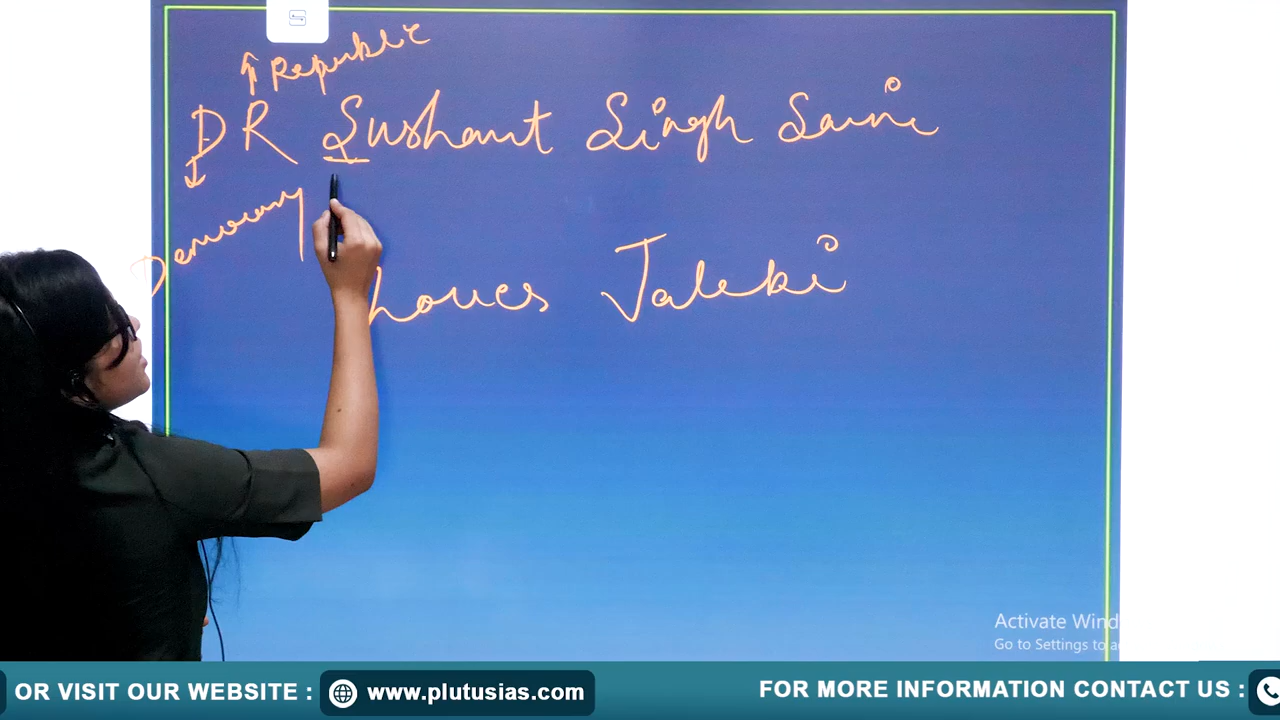 Republic
DR Sushant Singh Saini
Democracy
Loves Jalebi
Activate Wind
Go to Settings to a
OR VISIT OUR WEBSITE : www.plutusias.com FOR MORE INFORMATION CONTACT US :